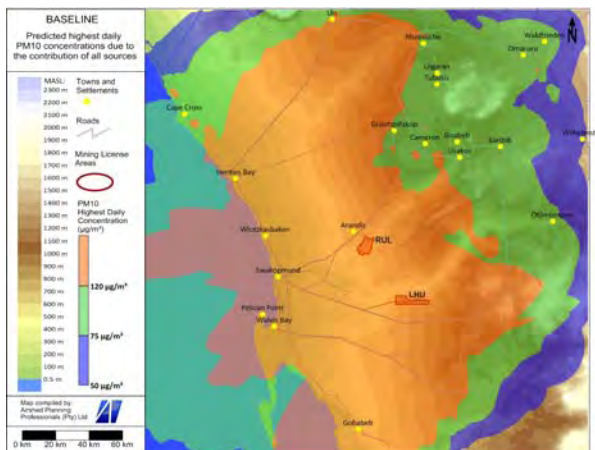 BASELINE
Predicted highest daily
PM10 concentrations due to
the contribution of all sources
MASL:
2300 m
2200 m
2100 m
2000 m
1900 m
1800 m
1700 m
1600 m
1500 m
1400 m
1300 m
1200 m
1100 m
1000 m
900 m
800 m
700 m
600 m
500 m
400 m
300 m
200 m
100 m
0.5 m
Towns and
Settlements
Roads
Mining License
Areas
PM10
Highest Daily
Concentration
(µg/m³)
120 µg/m³
75 µg/m³
50 µg/m³
Map compiled by:
Airshed Planning
Professionals (Pty) Ltd
0 km 20 km 40 km 60 km
N
Uis
Omaruru
Cape Cross
Tubusis
Cameron
Usakos
Henties Bay
Wlotzkasbaken
Arandis
RUL
Swakopmund
LHU
Pelican Point
Walvis Bay
Gobabeb